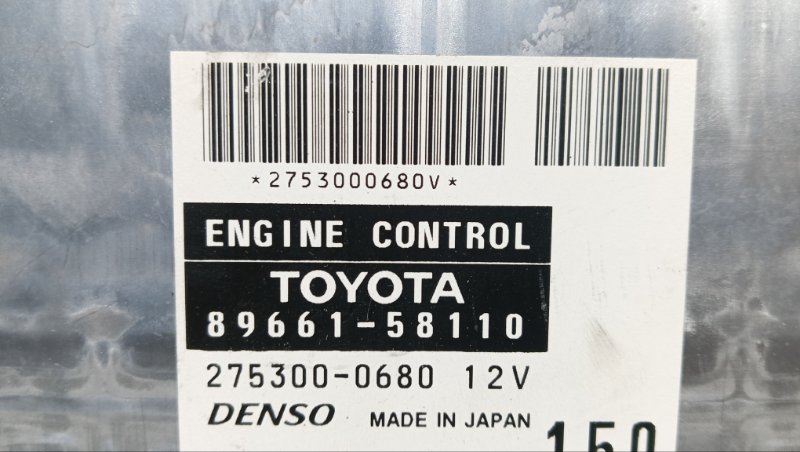 *2753000680V*
ENGINE CONTROL
TOYOTA
89661-58110
275300-0680 12V
DENSO MADE IN JAPAN
150